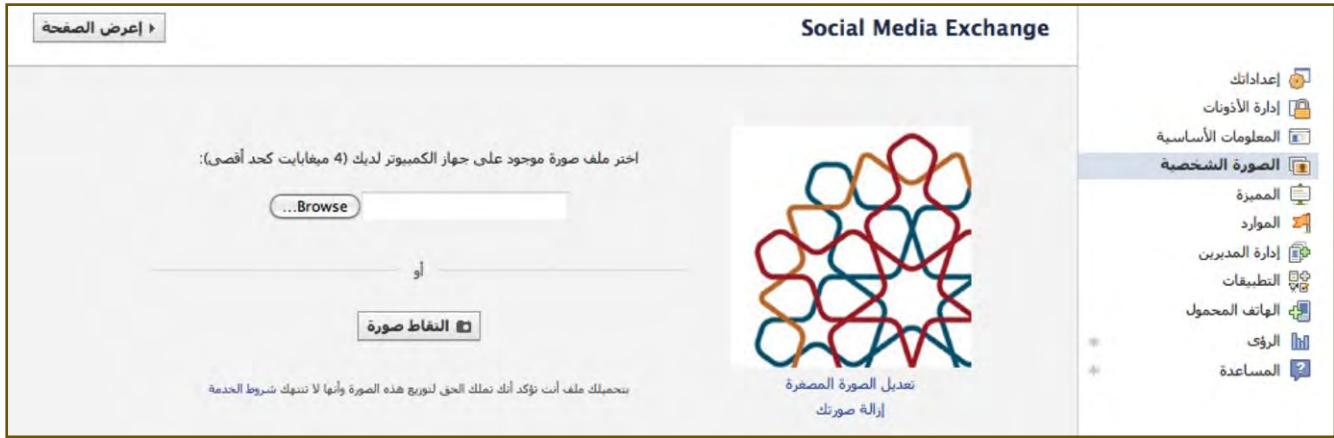 Social Media Exchange
إعرض الصفحة
إعداداتك
إدارة الأذونات
المعلومات الأساسية
الصورة الشخصية
المميزة
الموارد
إدارة المديرين
التطبيقات
الهاتف المحمول
الرؤى
المساعدة
تعديل الصورة المصغرة
إزالة صورتك
اختر ملف صورة موجود على جهاز الكمبيوتر لديك (4 ميغابايت كحد أقصى):
Browse...
أو
التقاط صورة
بتحميلك ملف أنت تؤكد أنك تملك الحق لتوزيع هذه الصورة وأنها لا تنتهك شروط الخدمة